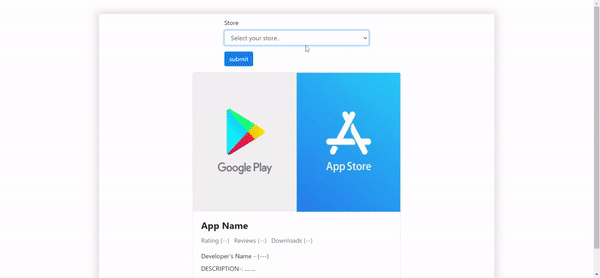 Store
Select your store..
submit
Google Play
App Store
App Name
Rating (--) Reviews (--) Downloads (--)
Developer's Name - (---)
DESCRIPTION-: ........